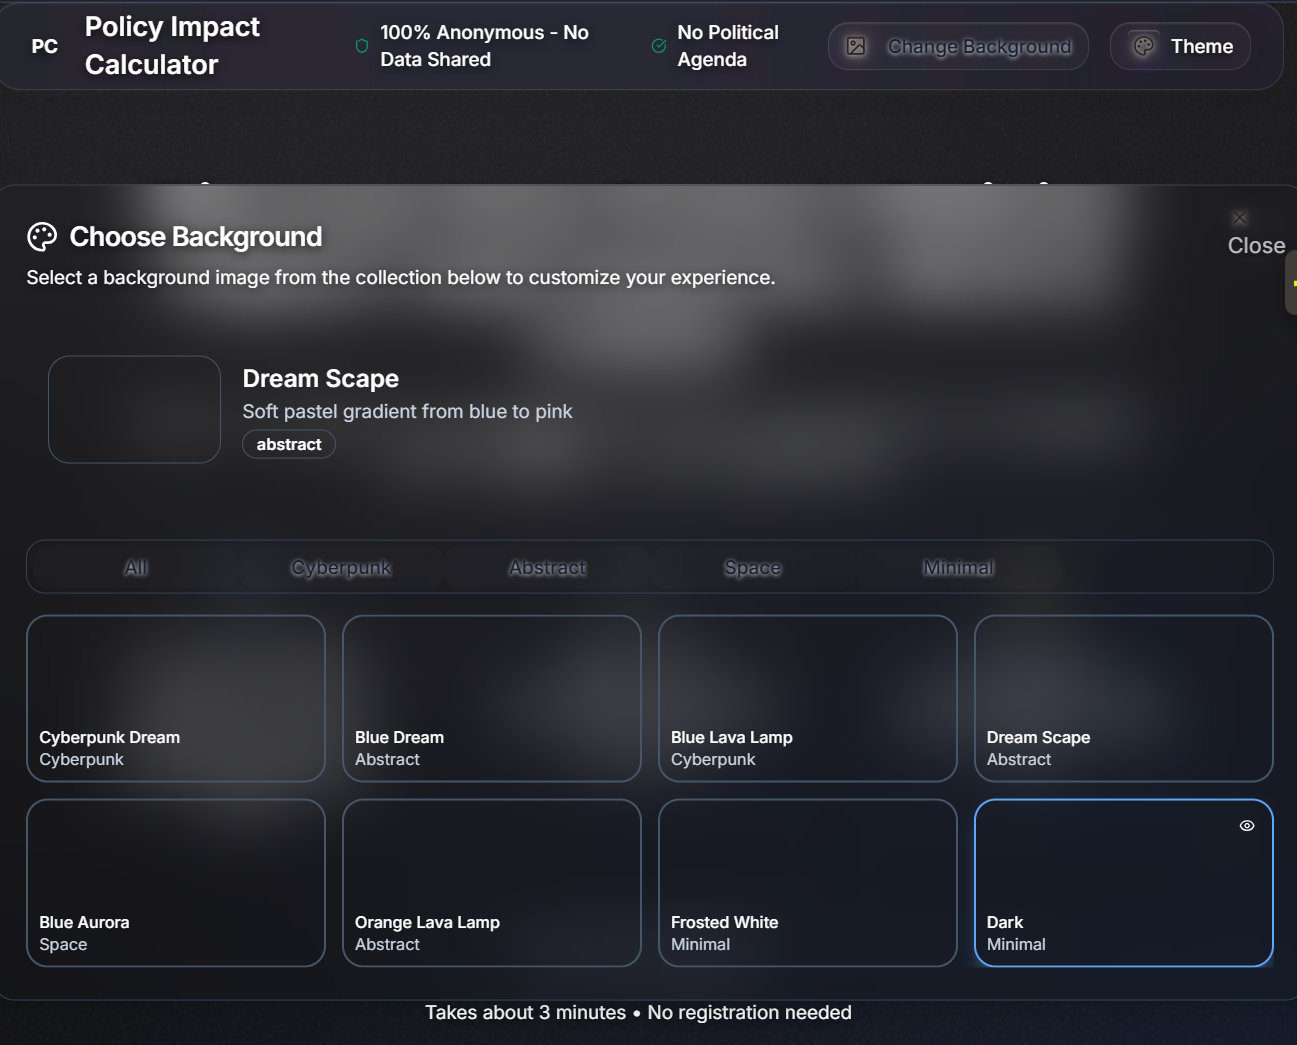 PC
Policy Impact
Calculator
100% Anonymous - No
Data Shared
No Political
Agenda
Change Background
Theme
Choose Background
Close
Select a background image from the collection below to customize your experience.
Dream Scape
Soft pastel gradient from blue to pink
abstract
All
Cyberpunk
Abstract
Space
Minimal
Cyberpunk Dream
Cyberpunk
Blue Dream
Abstract
Blue Lava Lamp
Cyberpunk
Dream Scape
Abstract
Blue Aurora
Space
Orange Lava Lamp
Abstract
Frosted White
Minimal
Dark
Minimal
Takes about 3 minutes • No registration needed